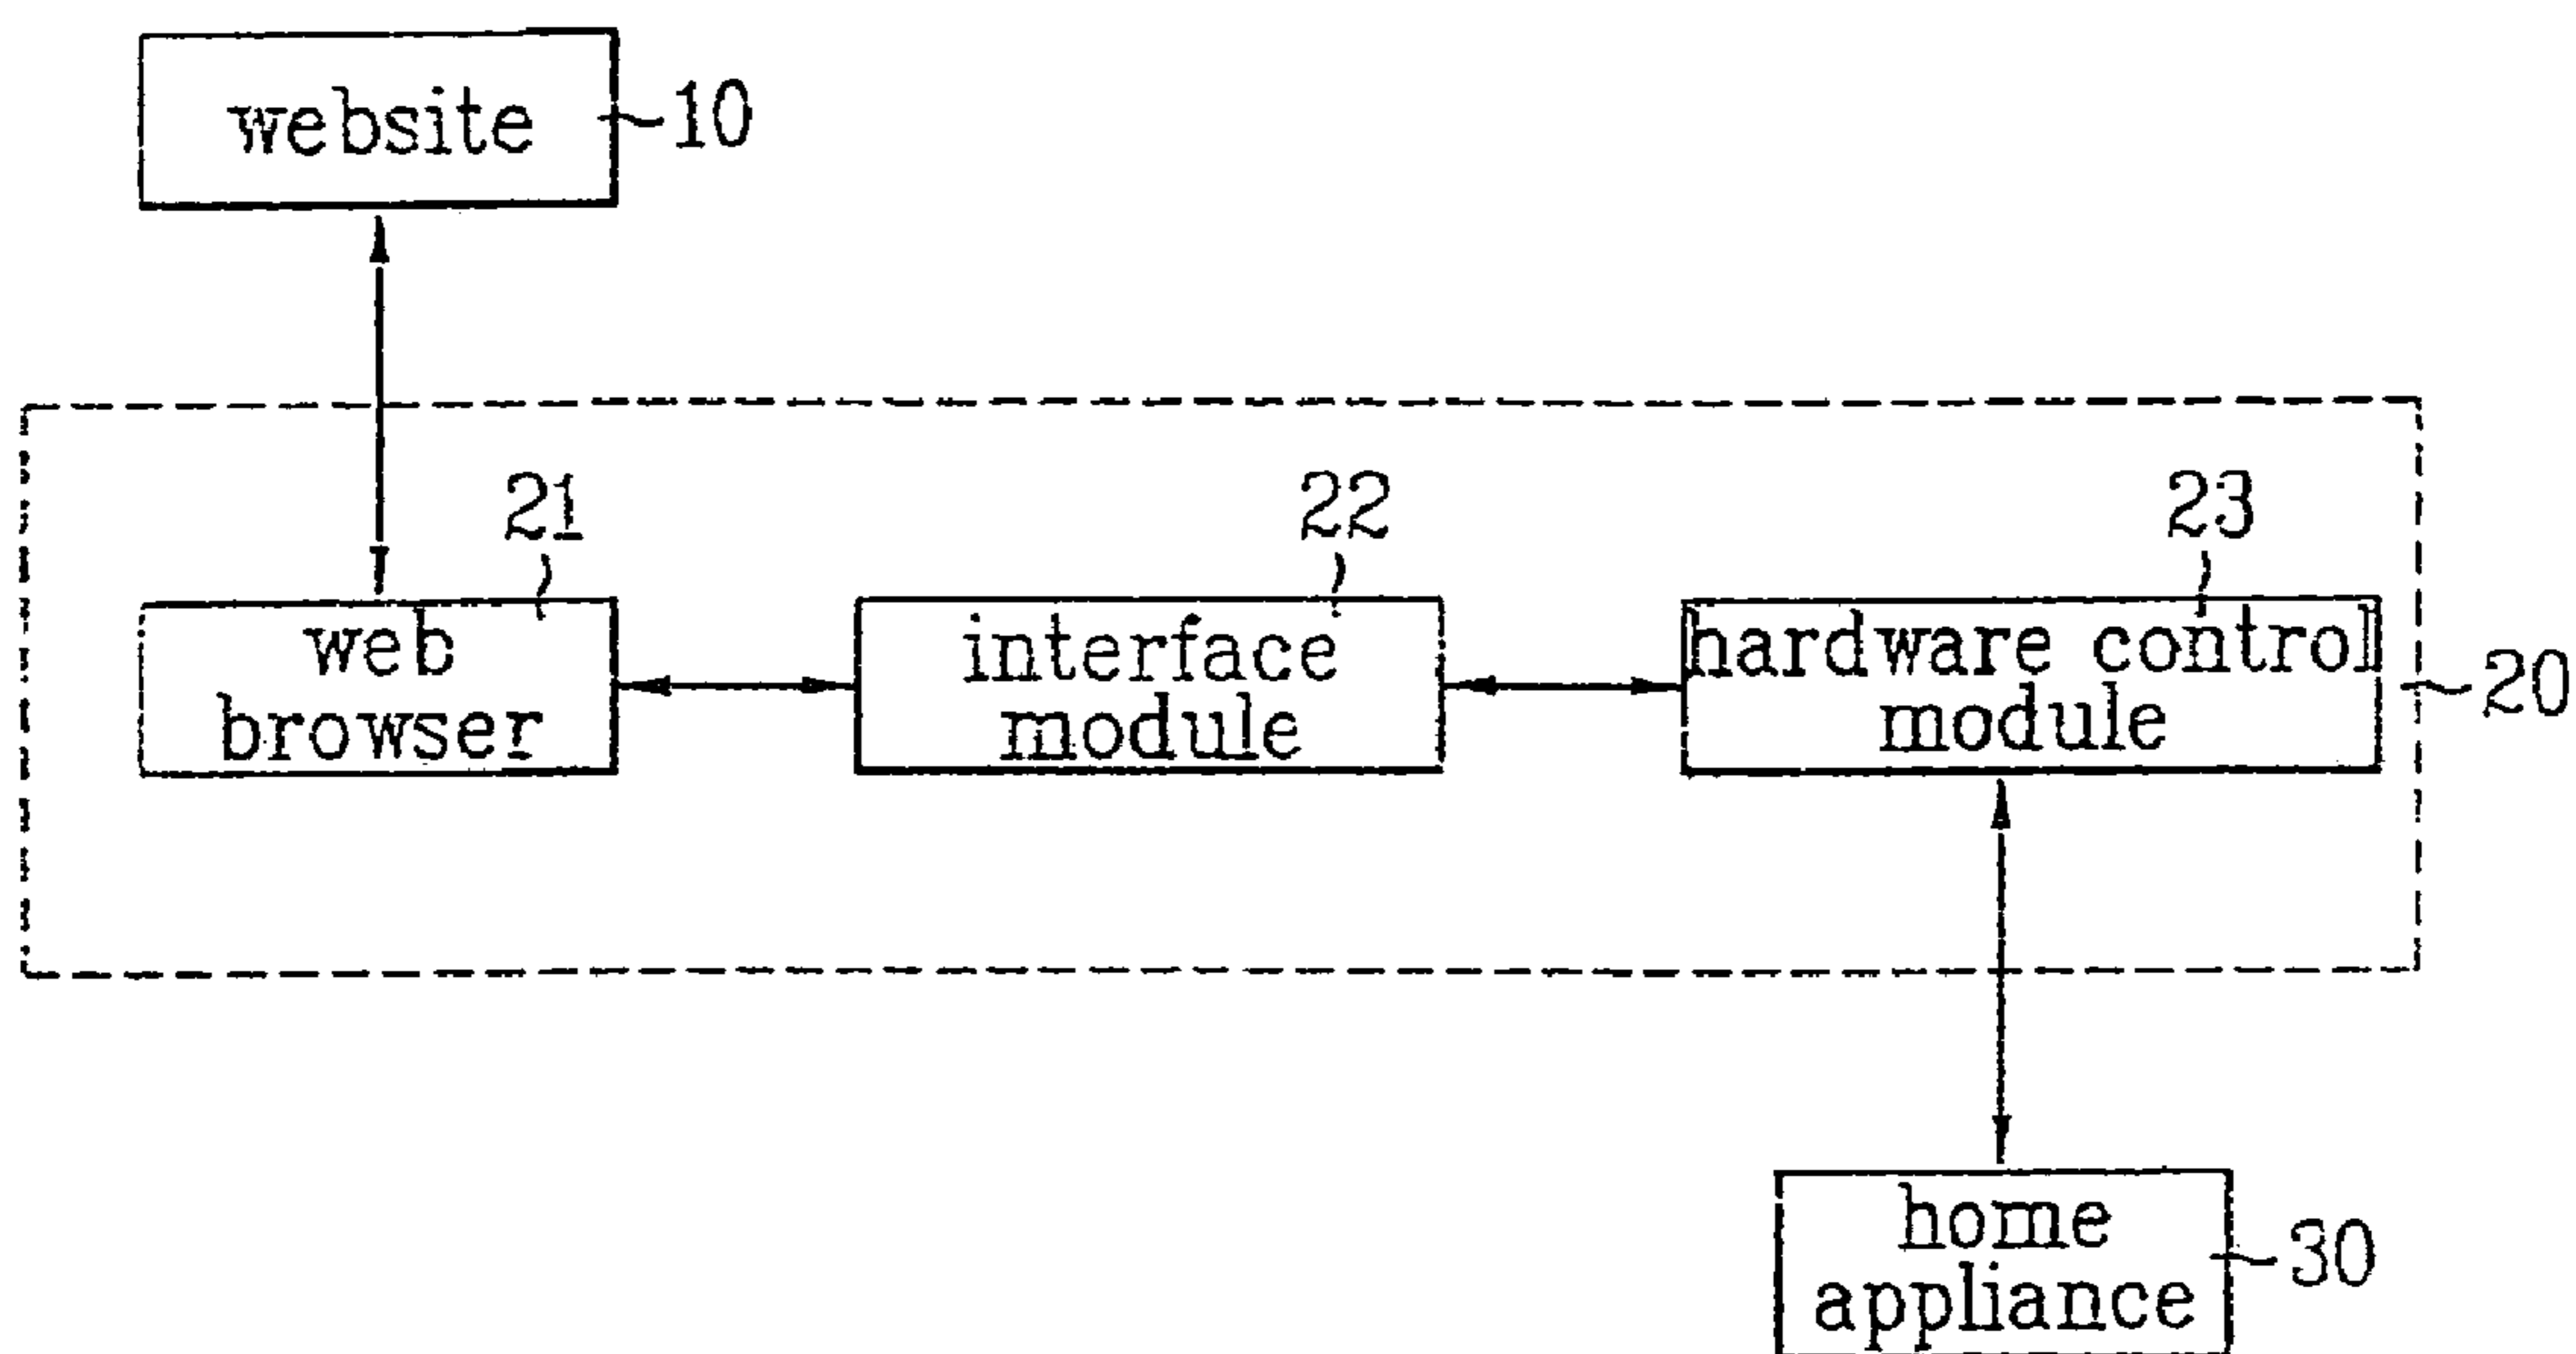 website
10
21
22
23
web
browser
interface
module
hardware control
module
20
home
appliance
30